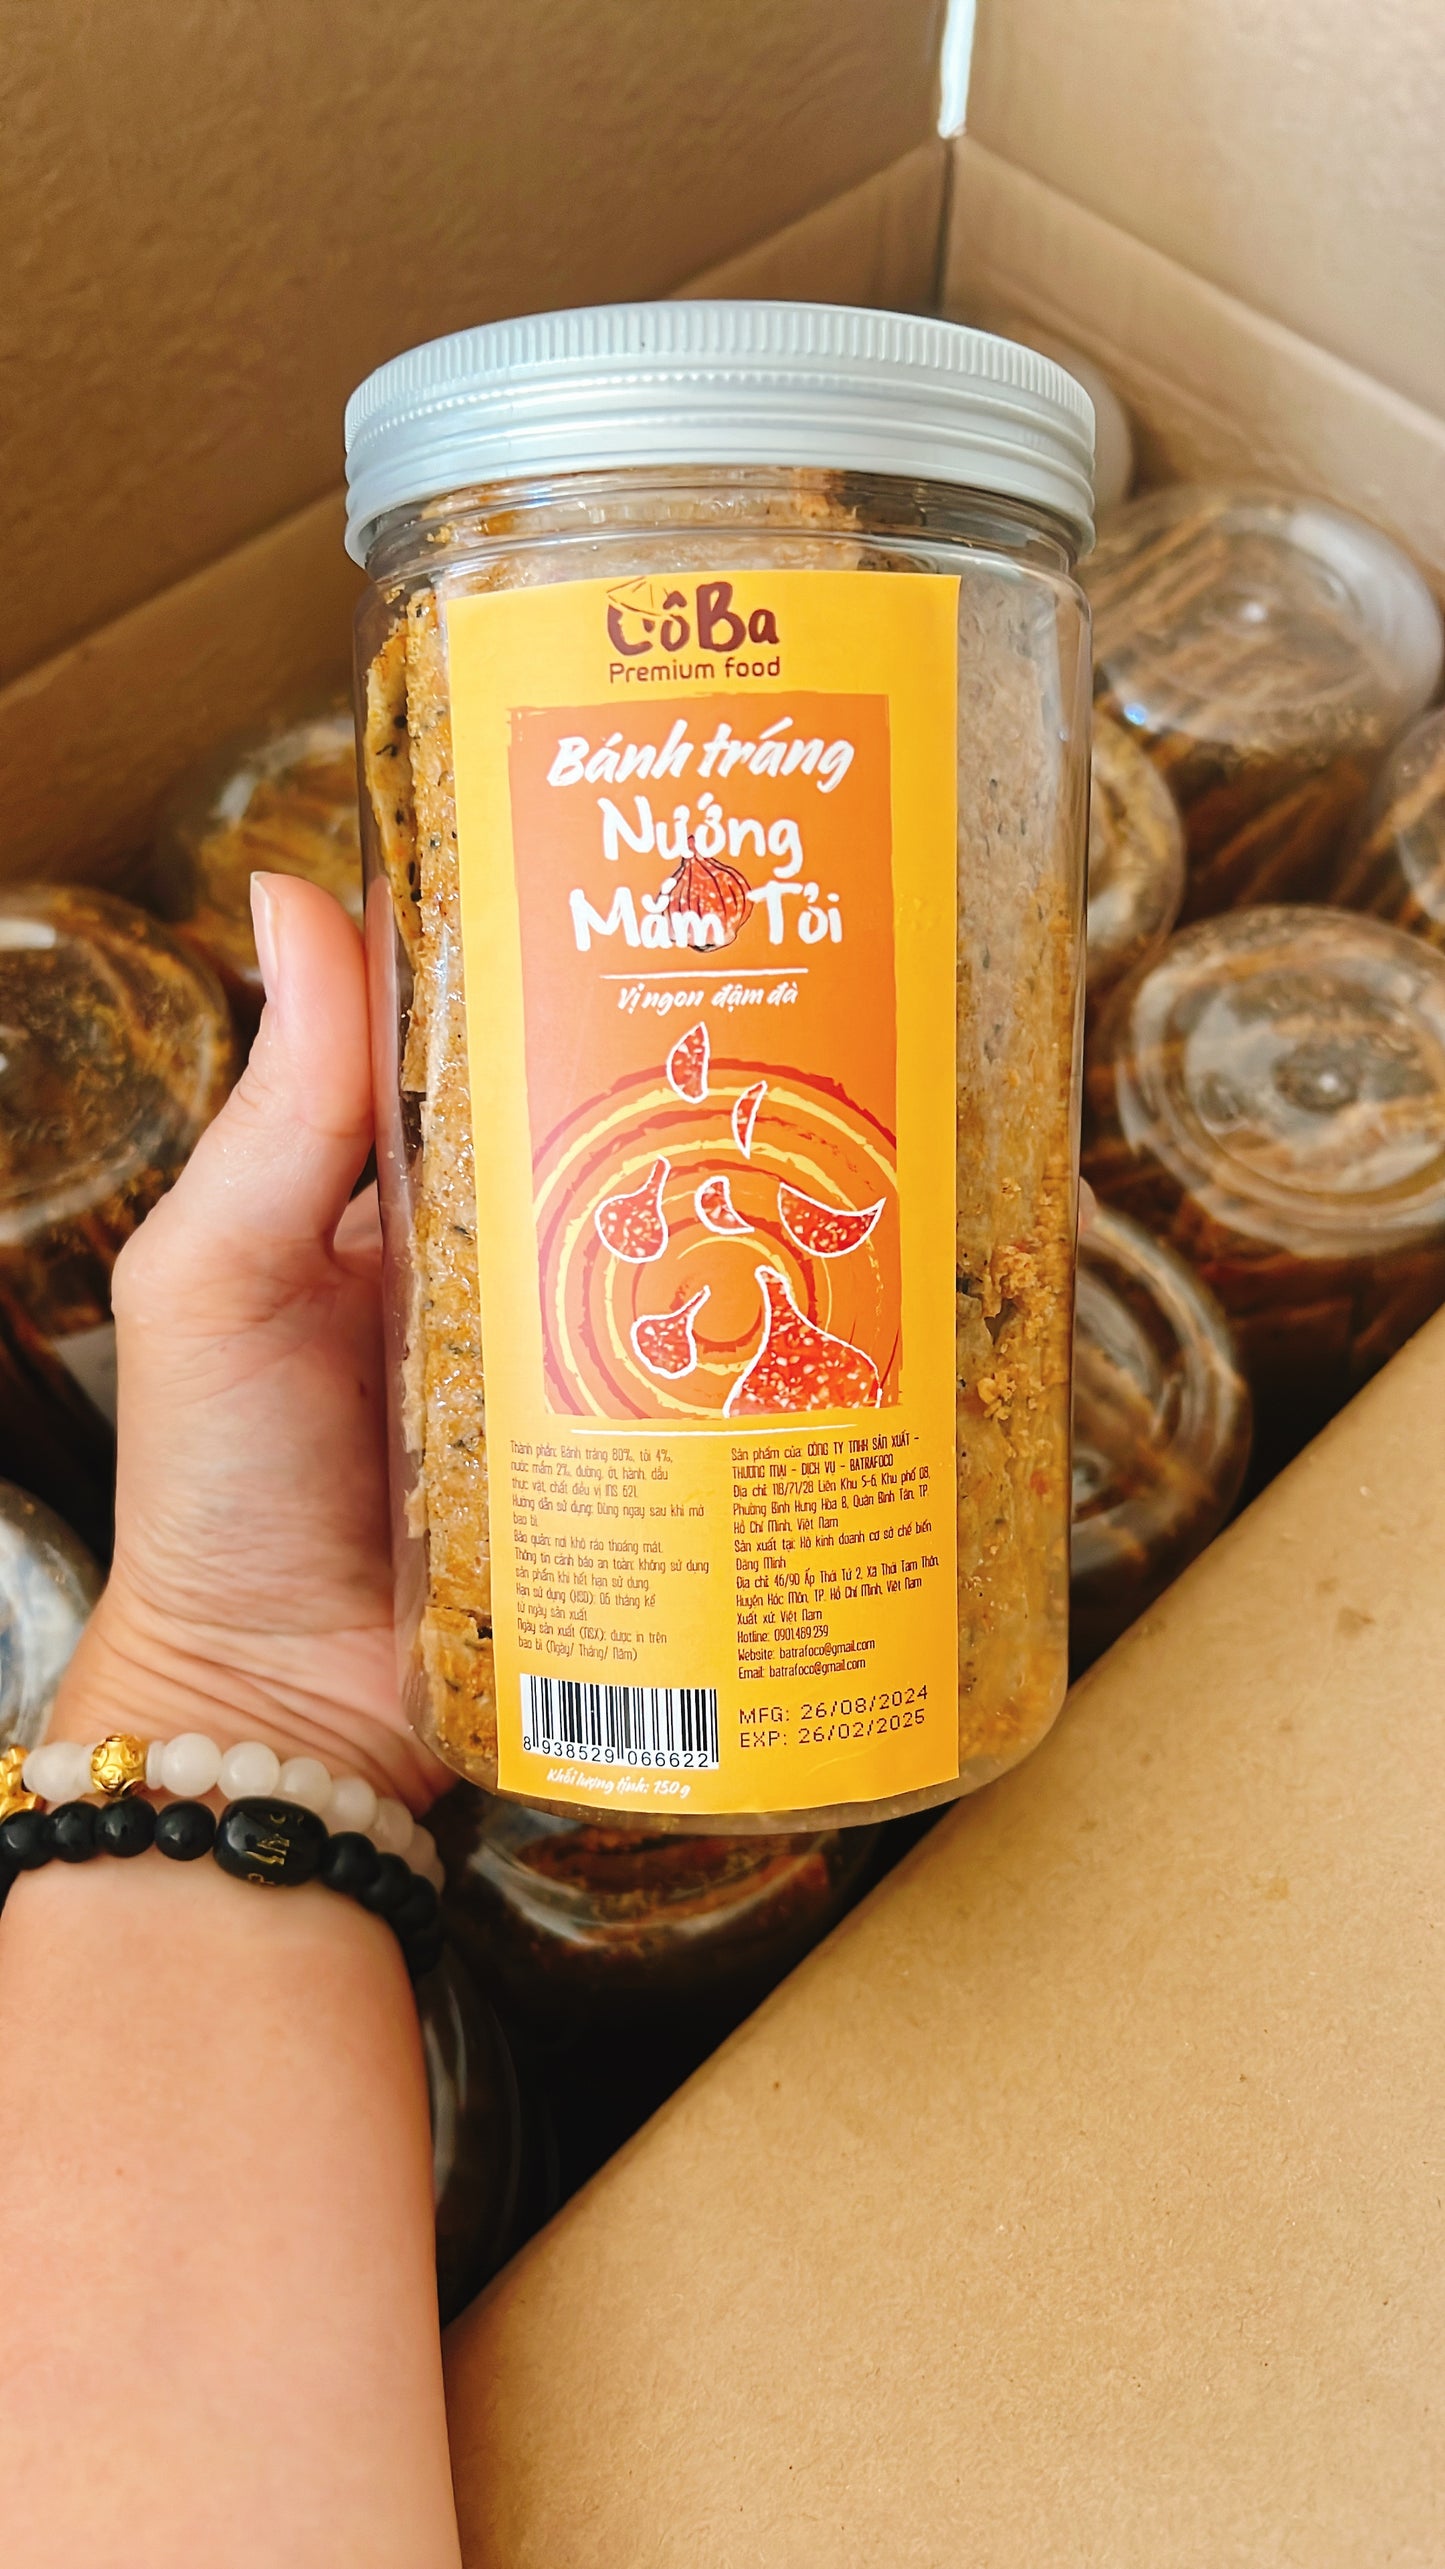 CôBa
Premium food
Bánh tráng
Nướng
Mắm Tỏi
Vị ngon đậm đà
Thành phần: Bánh tráng 80%, tỏi 4%,
nước mắm 2%, đường, ớt, hành, dầu
thực vật, chất điều vị INS 621.
Hướng dẫn sử dụng: Dùng ngay sau khi mở
bao bì.
Bảo quản: nơi khô ráo thoáng mát.
Thông tin cảnh báo an toàn: không sử dụng
sản phẩm khi hết hạn sử dụng.
Hạn sử dụng (HSD): 06 tháng kể
từ ngày sản xuất
Ngày sản xuất (NSX): được in trên
bao bì (Ngày/ Tháng/ Năm)
8 938529 066622
Khối lượng tịnh: 150 g
Sản phẩm của: CÔNG TY TNHH SẢN XUẤT -
THƯƠNG MẠI - DỊCH VỤ - BATRAFOCO
Địa chỉ: 118/71/28 Liên Khu 5-6, Khu phố 08,
Phường Bình Hưng Hòa B, Quận Bình Tân, TP.
Hồ Chí Minh, Việt Nam
Sản xuất tại: Hộ kinh doanh cơ sở chế biến
Đăng Minh
Địa chỉ: 46/90 Ấp Thới Tứ 2, Xã Thới Tam Thôn,
Huyện Hóc Môn, TP. Hồ Chí Minh, Việt Nam
Xuất xứ: Việt Nam
Hotline: 0901.489.239
Website: batrafoco@gmail.com
Email: batrafoco@gmail.com
MFG: 26/08/2024
EXP: 26/02/2025